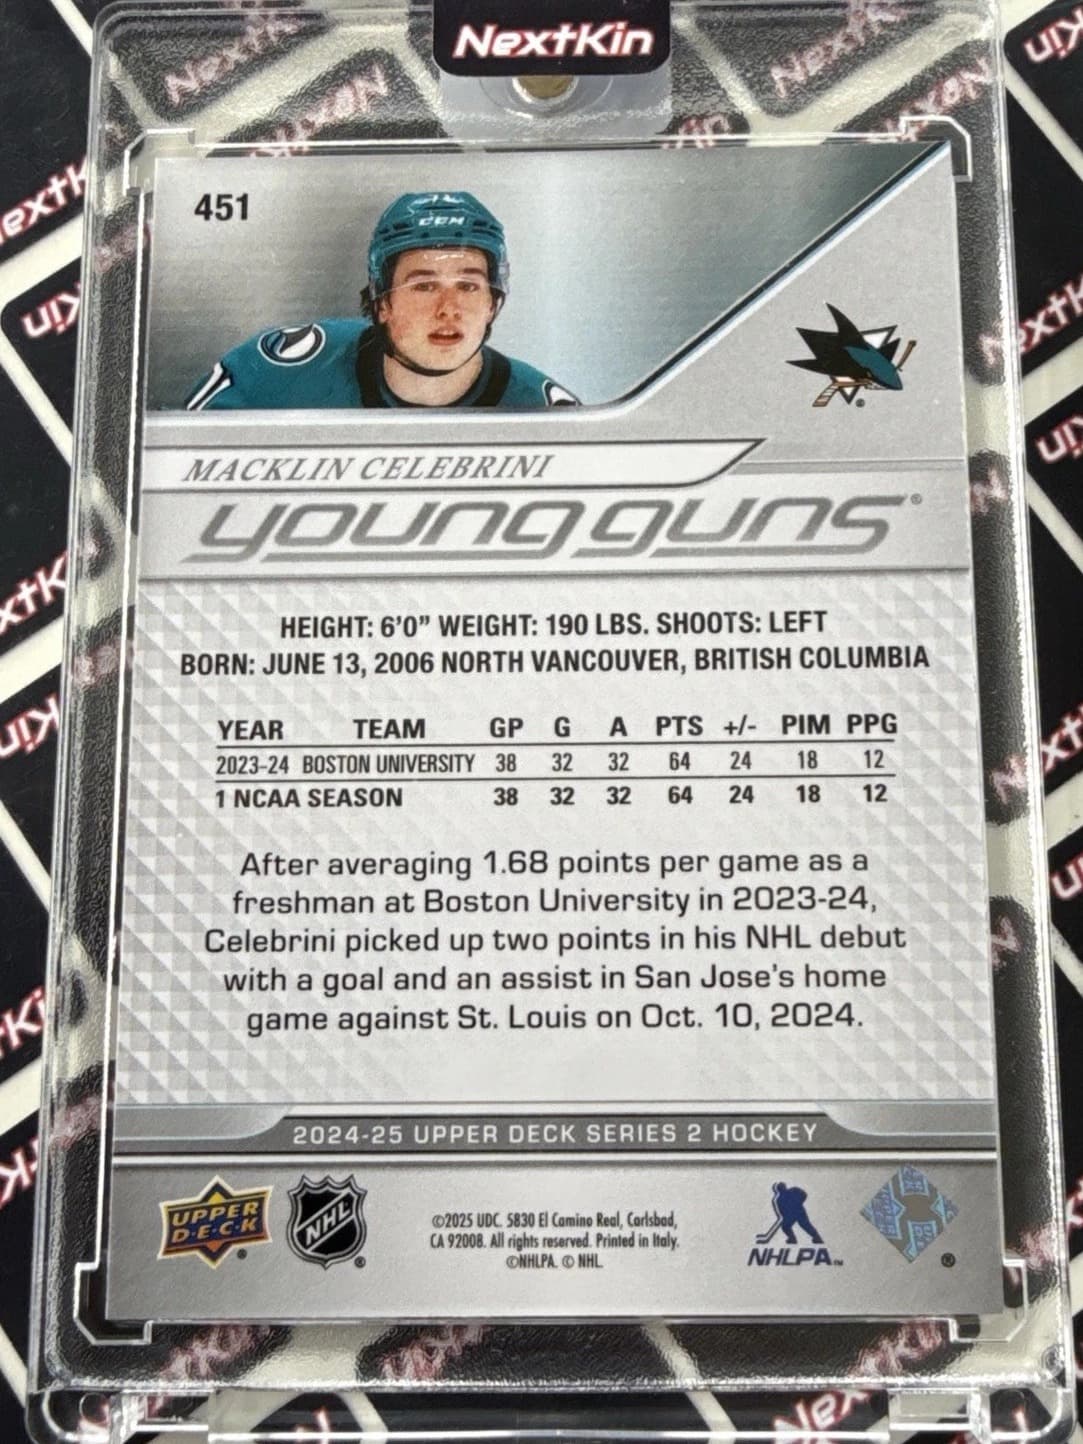 NextKin
451
CCM
MACKLIN CELEBRINI
young guns®
HEIGHT: 6'0" WEIGHT: 190 LBS. SHOOTS: LEFT
BORN: JUNE 13, 2006 NORTH VANCOUVER, BRITISH COLUMBIA
YEAR TEAM GP G A PTS +/- PIM PPG
2023-24 BOSTON UNIVERSITY 38 32 32 64 24 18 12
1 NCAA SEASON 38 32 32 64 24 18 12
After averaging 1.68 points per game as a
freshman at Boston University in 2023-24,
Celebrini picked up two points in his NHL debut
with a goal and an assist in San Jose's home
game against St. Louis on Oct. 10, 2024.
2024-25 UPPER DECK SERIES 2 HOCKEY
UPPER
D·E·C·K®
NHL®
©2025 UDC. 5830 El Camino Real, Carlsbad,
CA 92008. All rights reserved. Printed in Italy.
©NHLPA. © NHL.
NHLPA™
®